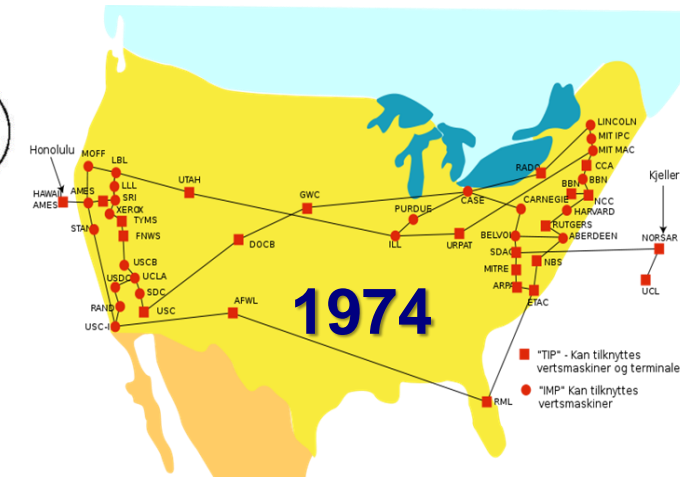 LINCOLN
MIT IPC
MIT MAC
Honolulu
MOFF
LBL
RADC
CCA
BBN
BBN
LLL
UTAH
Kjeller
HAWAII
AMES
AMES
SRI
GWC
CASE
CARNEGIE
NCC
XEROX
PURDUE
HARVARD
TYMS
RUTGERS
STAN
FNWS
DOCB
ILL
URPAT
BELVOIR
ABERDEEN
NORSAR
SDAC
USCB
NBS
MITRE
USDC
UCLA
ARPA
UCL
SDC
AFWL
1974
ETAC
RAND
USC
USC-II
"TIP" - Kan tilknyttes
vertsmaskiner og terminale
"IMP" Kan tilknyttes
vertsmaskiner
RML